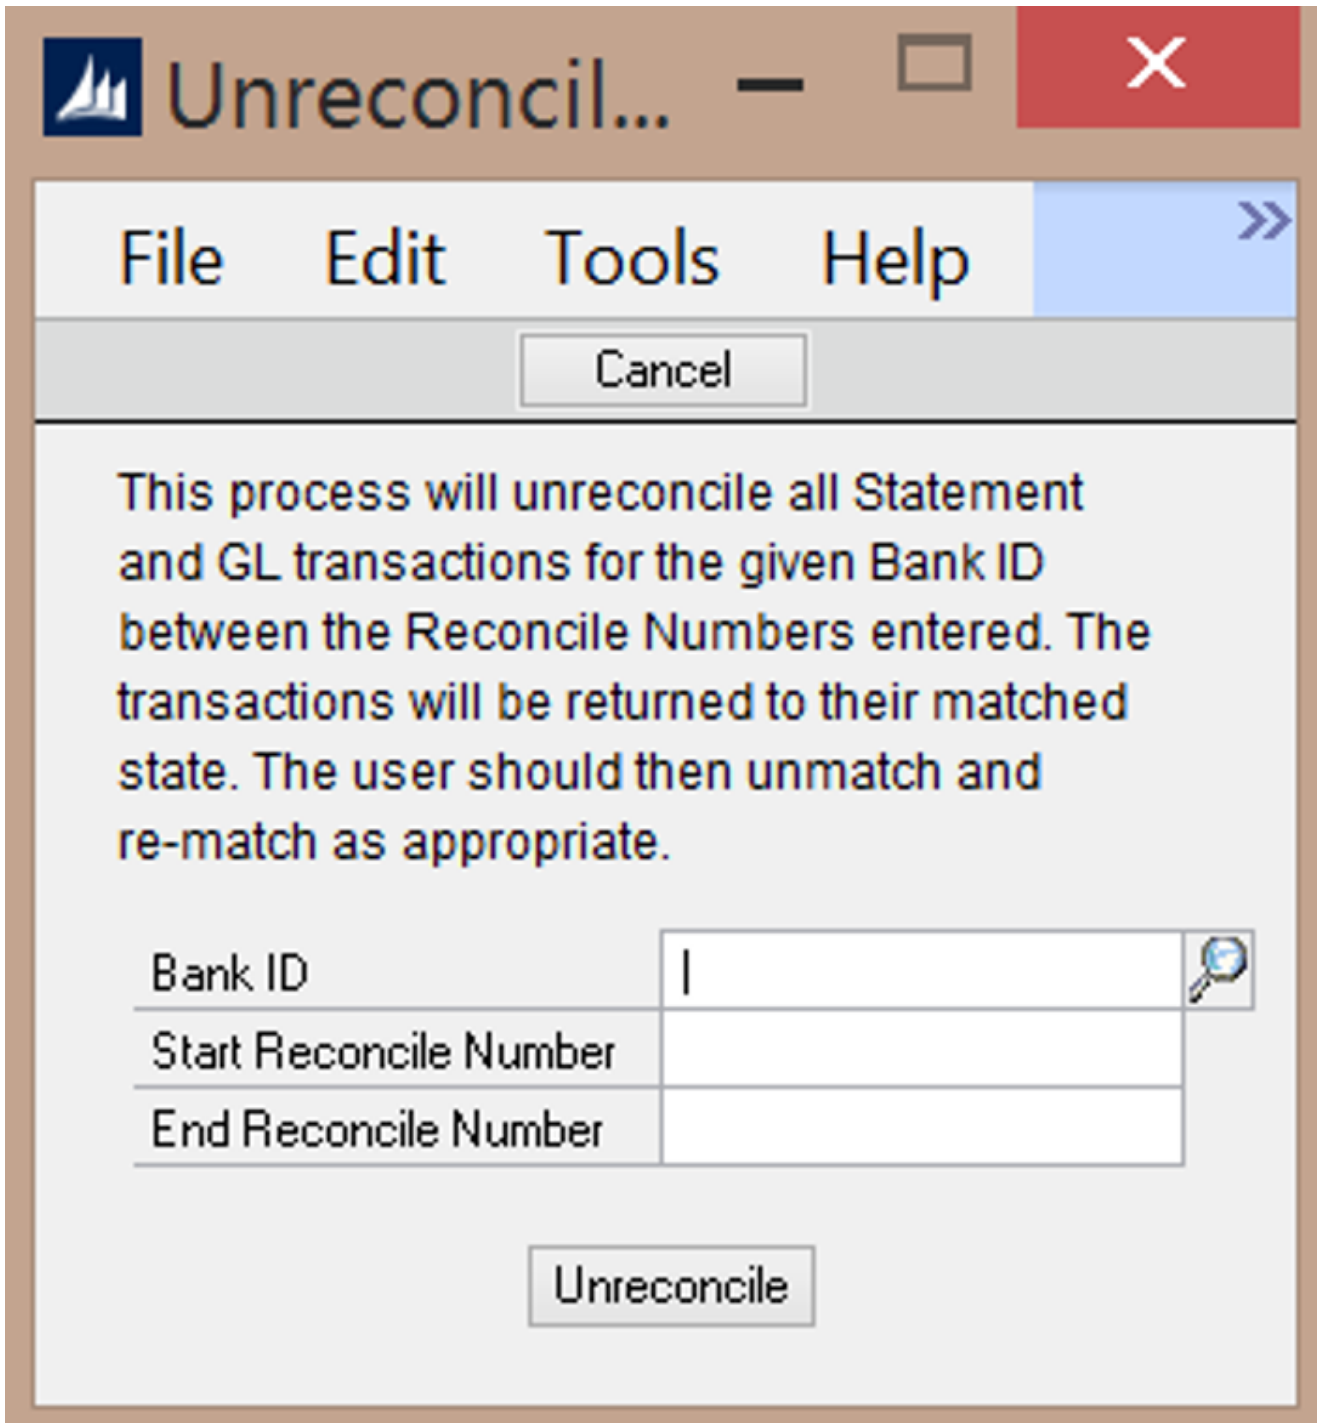 Unreconcil...
File Edit Tools Help
Cancel
This process will unreconcile all Statement
and GL transactions for the given Bank ID
between the Reconcile Numbers entered. The
transactions will be returned to their matched
state. The user should then unmatch and
re-match as appropriate.
Bank ID
Start Reconcile Number
End Reconcile Number
Unreconcile